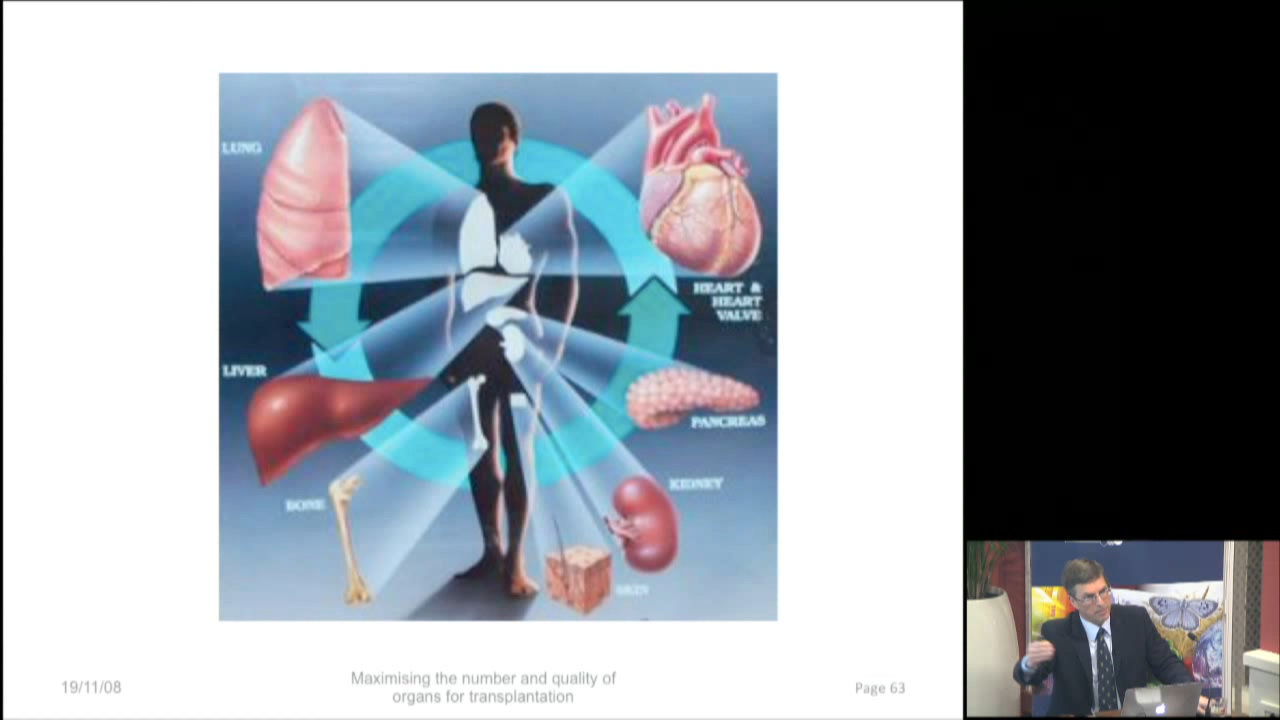 LUNG
HEART &
HEART
VALVE
LIVER
PANCREAS
BONE
KIDNEY
SKIN
19/11/08
Maximising the number and quality of
organs for transplantation
Page 63